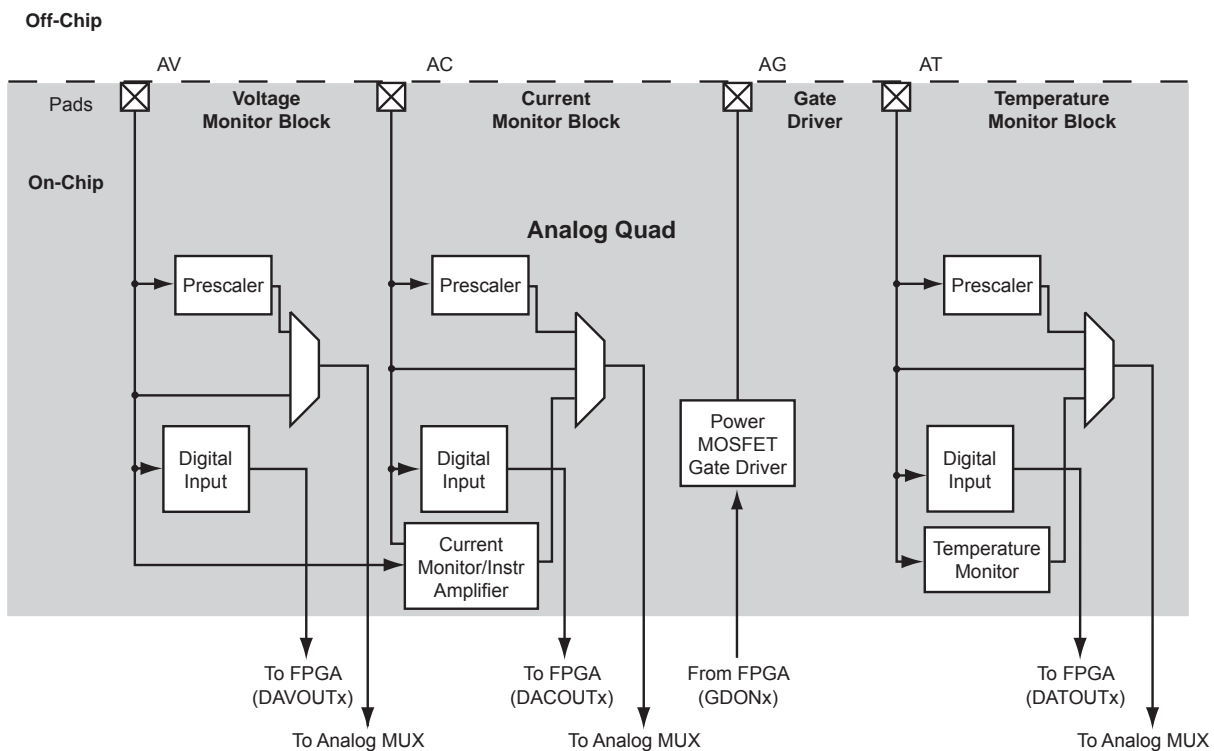 Off-Chip
AV
AC
AG
AT
Pads
Voltage
Monitor Block
Current
Monitor Block
Gate
Driver
Temperature
Monitor Block
On-Chip
Analog Quad
Prescaler
Prescaler
Prescaler
Power
MOSFET
Gate Driver
Digital
Input
Digital
Input
Digital
Input
Current
Monitor/Instr
Amplifier
Temperature
Monitor
To FPGA
(DAVOUTx)
To FPGA
(DACOUTx)
From FPGA
(GDONx)
To FPGA
(DATOUTx)
To Analog MUX
To Analog MUX
To Analog MUX